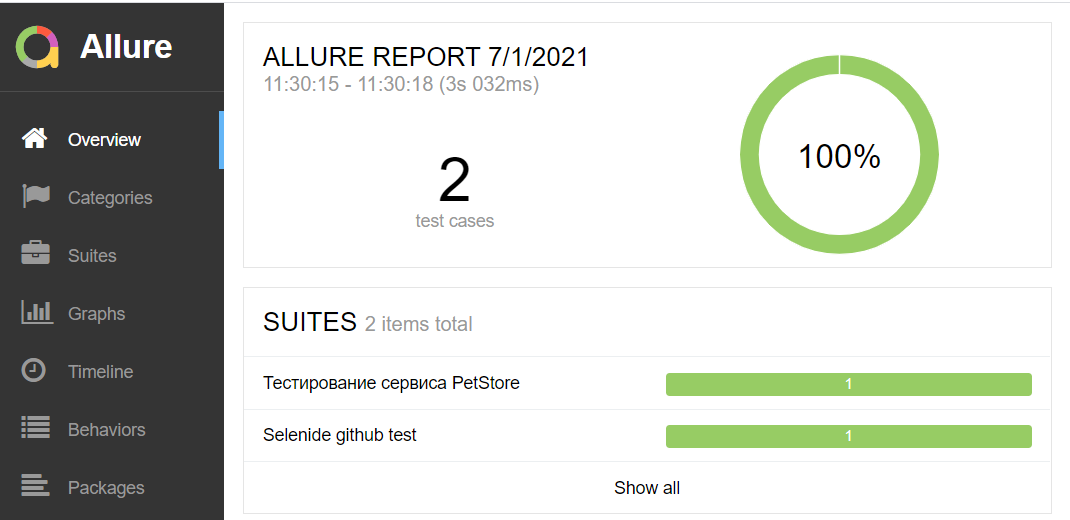 Allure
Overview
Categories
Suites
Graphs
Timeline
Behaviors
Packages
ALLURE REPORT 7/1/2021
11:30:15 - 11:30:18 (3s 032ms)
2
test cases
100%
SUITES 2 items total
Тестирование сервиса PetStore 1
Selenide github test 1
Show all